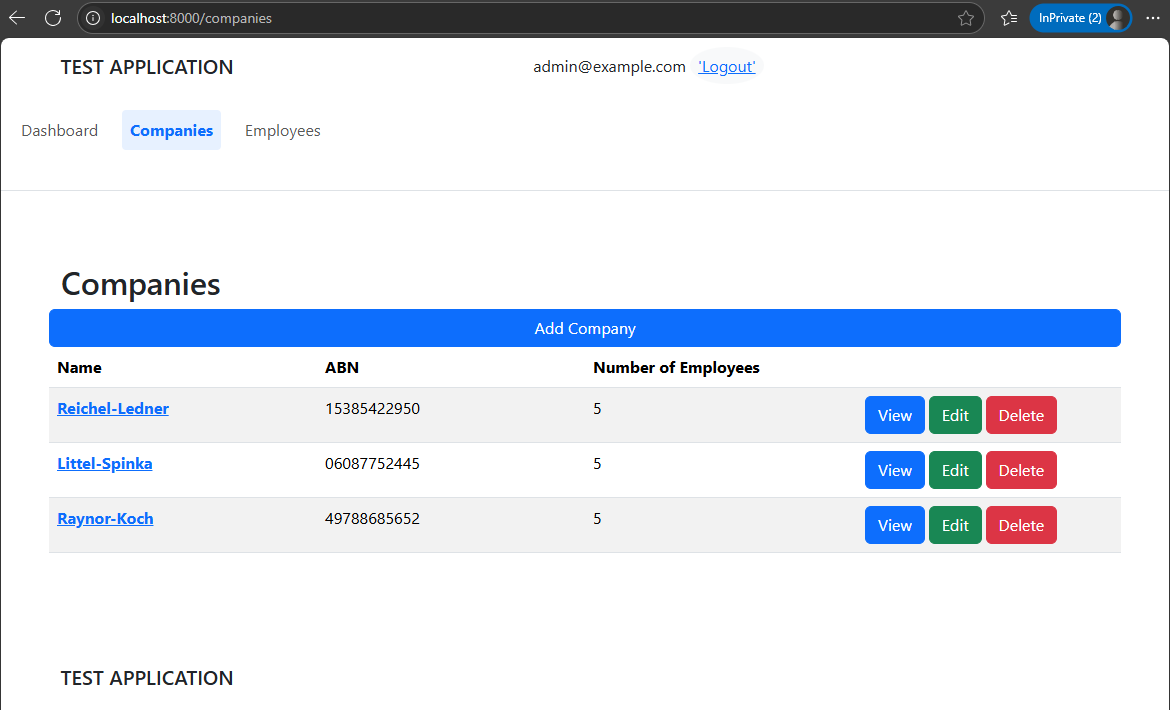 localhost:8000/companies InPrivate (2)
TEST APPLICATION admin@example.com 'Logout'
Dashboard Companies Employees
Companies
Add Company
Name ABN Number of Employees
Reichel-Ledner 15385422950 5 View Edit Delete
Littel-Spinka 06087752445 5 View Edit Delete
Raynor-Koch 49788685652 5 View Edit Delete
TEST APPLICATION